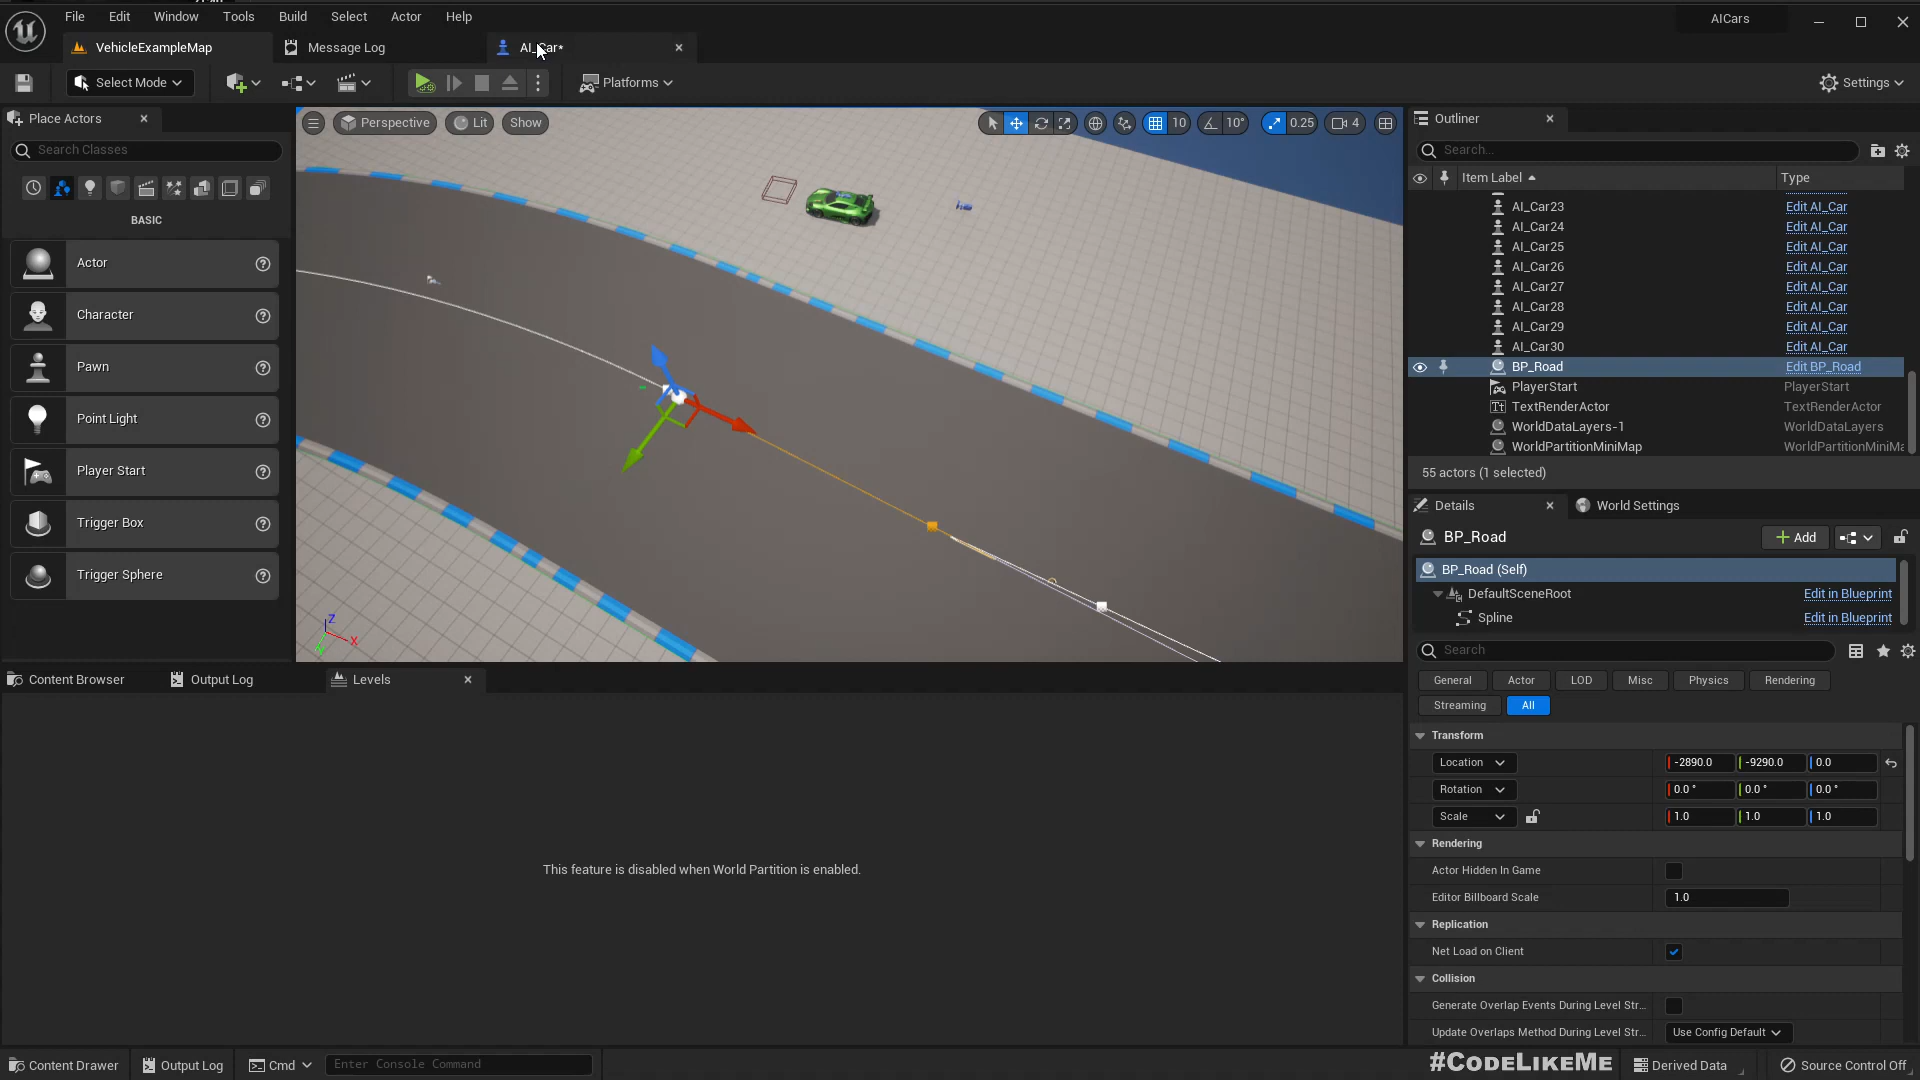 File Edit Window Tools Build Select Actor Help
AICars
VehicleExampleMap
Message Log
AI_Car*
Select Mode
Platforms
Settings
Place Actors
Search Classes
BASIC
Actor
Character
Pawn
Point Light
Player Start
Trigger Box
Trigger Sphere
Perspective Lit Show
10 10° 0.25 4
Z
X
Outliner
Search...
Item Label Type
AI_Car23 Edit AI_Car
AI_Car24 Edit AI_Car
AI_Car25 Edit AI_Car
AI_Car26 Edit AI_Car
AI_Car27 Edit AI_Car
AI_Car28 Edit AI_Car
AI_Car29 Edit AI_Car
AI_Car30 Edit AI_Car
BP_Road Edit BP_Road
PlayerStart PlayerStart
TextRenderActor TextRenderActor
WorldDataLayers-1 WorldDataLayers
WorldPartitionMiniMap WorldPartitionMiniMa
55 actors (1 selected)
Details World Settings
BP_Road Add
BP_Road (Self)
DefaultSceneRoot Edit in Blueprint
Spline Edit in Blueprint
Search
General Actor LOD Misc Physics Rendering
Streaming All
Transform
Location -2890.0 -9290.0 0.0
Rotation 0.0 ° 0.0 ° 0.0 °
Scale 1.0 1.0 1.0
Rendering
Actor Hidden In Game
Editor Billboard Scale 1.0
Replication
Net Load on Client
Collision
Generate Overlap Events During Level Str...
Update Overlaps Method During Level Str... Use Config Default
Content Browser Output Log Levels
This feature is disabled when World Partition is enabled.
Content Drawer Output Log Cmd Enter Console Command
#CODELIKEME
Derived Data Source Control Off